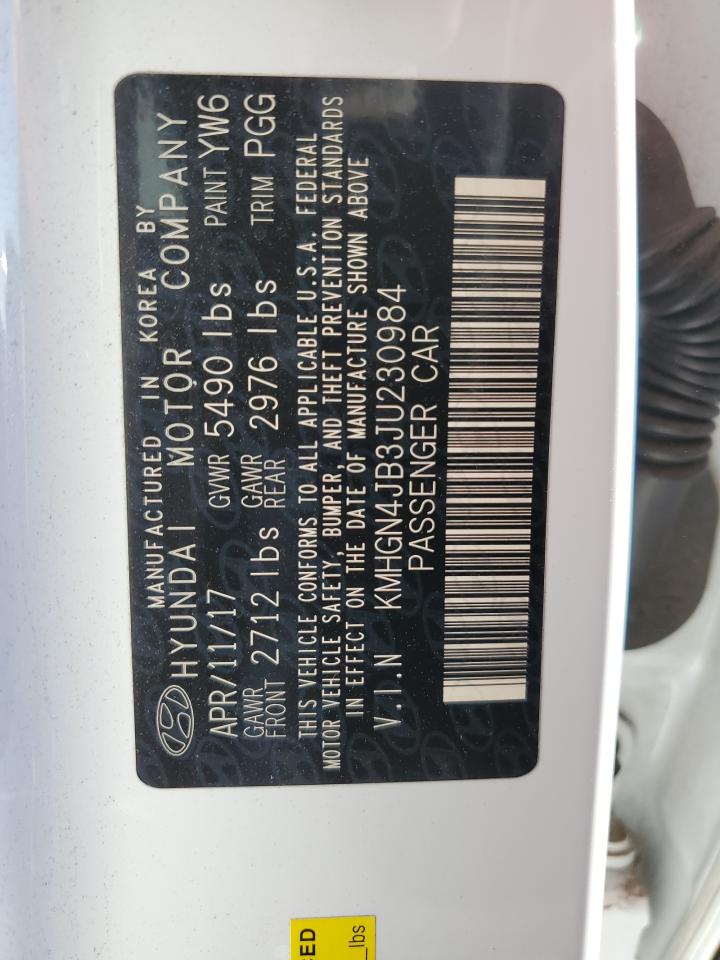 MANUFACTURED IN KOREA BY
HYUNDAI MOTOR COMPANY
APR/11/17 GVWR 5490 lbs PAINT YW6
GAWR FRONT 2712 lbs GAWR REAR 2976 lbs TRIM PGG
THIS VEHICLE CONFORMS TO ALL APPLICABLE U.S.A. FEDERAL
MOTOR VEHICLE SAFETY, BUMPER, AND THEFT PREVENTION STANDARDS
IN EFFECT ON THE DATE OF MANUFACTURE SHOWN ABOVE
V.I.N KMHGN4JB3JU230984
PASSENGER CAR
lbs